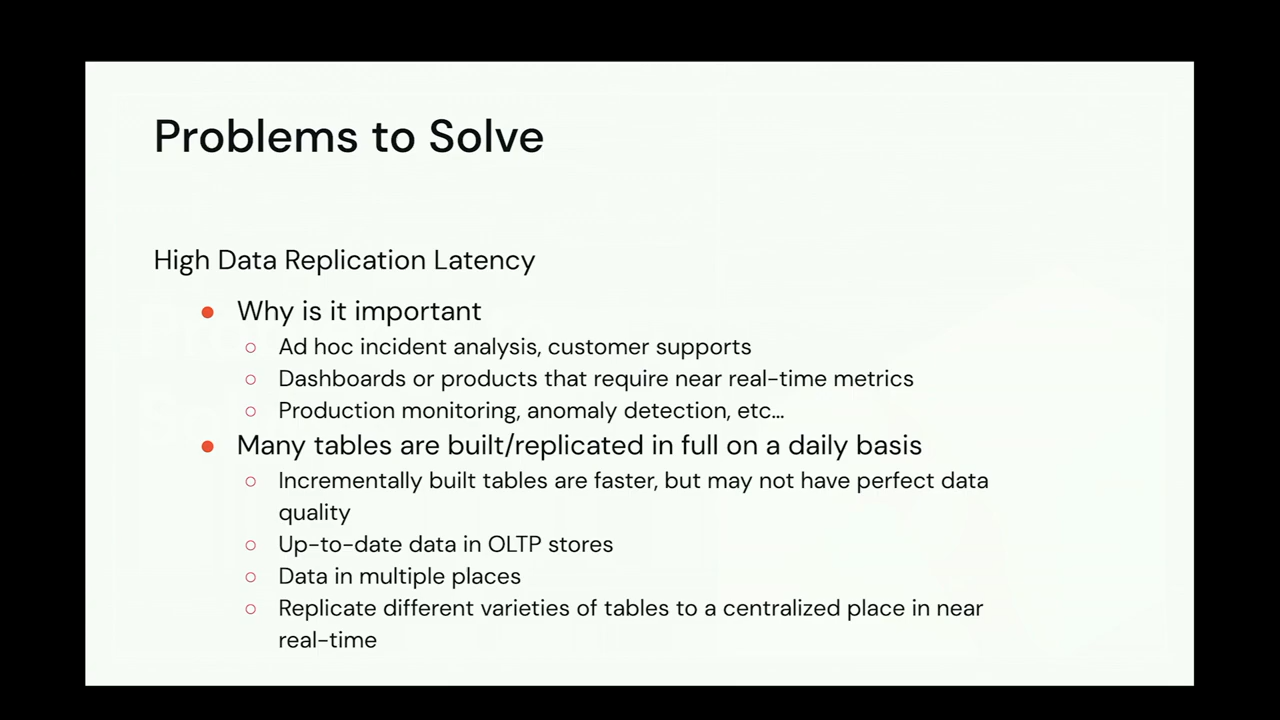 Problems to Solve
High Data Replication Latency
● Why is it important
○ Ad hoc incident analysis, customer supports
○ Dashboards or products that require near real-time metrics
○ Production monitoring, anomaly detection, etc...
● Many tables are built/replicated in full on a daily basis
○ Incrementally built tables are faster, but may not have perfect data
quality
○ Up-to-date data in OLTP stores
○ Data in multiple places
○ Replicate different varieties of tables to a centralized place in near
real-time